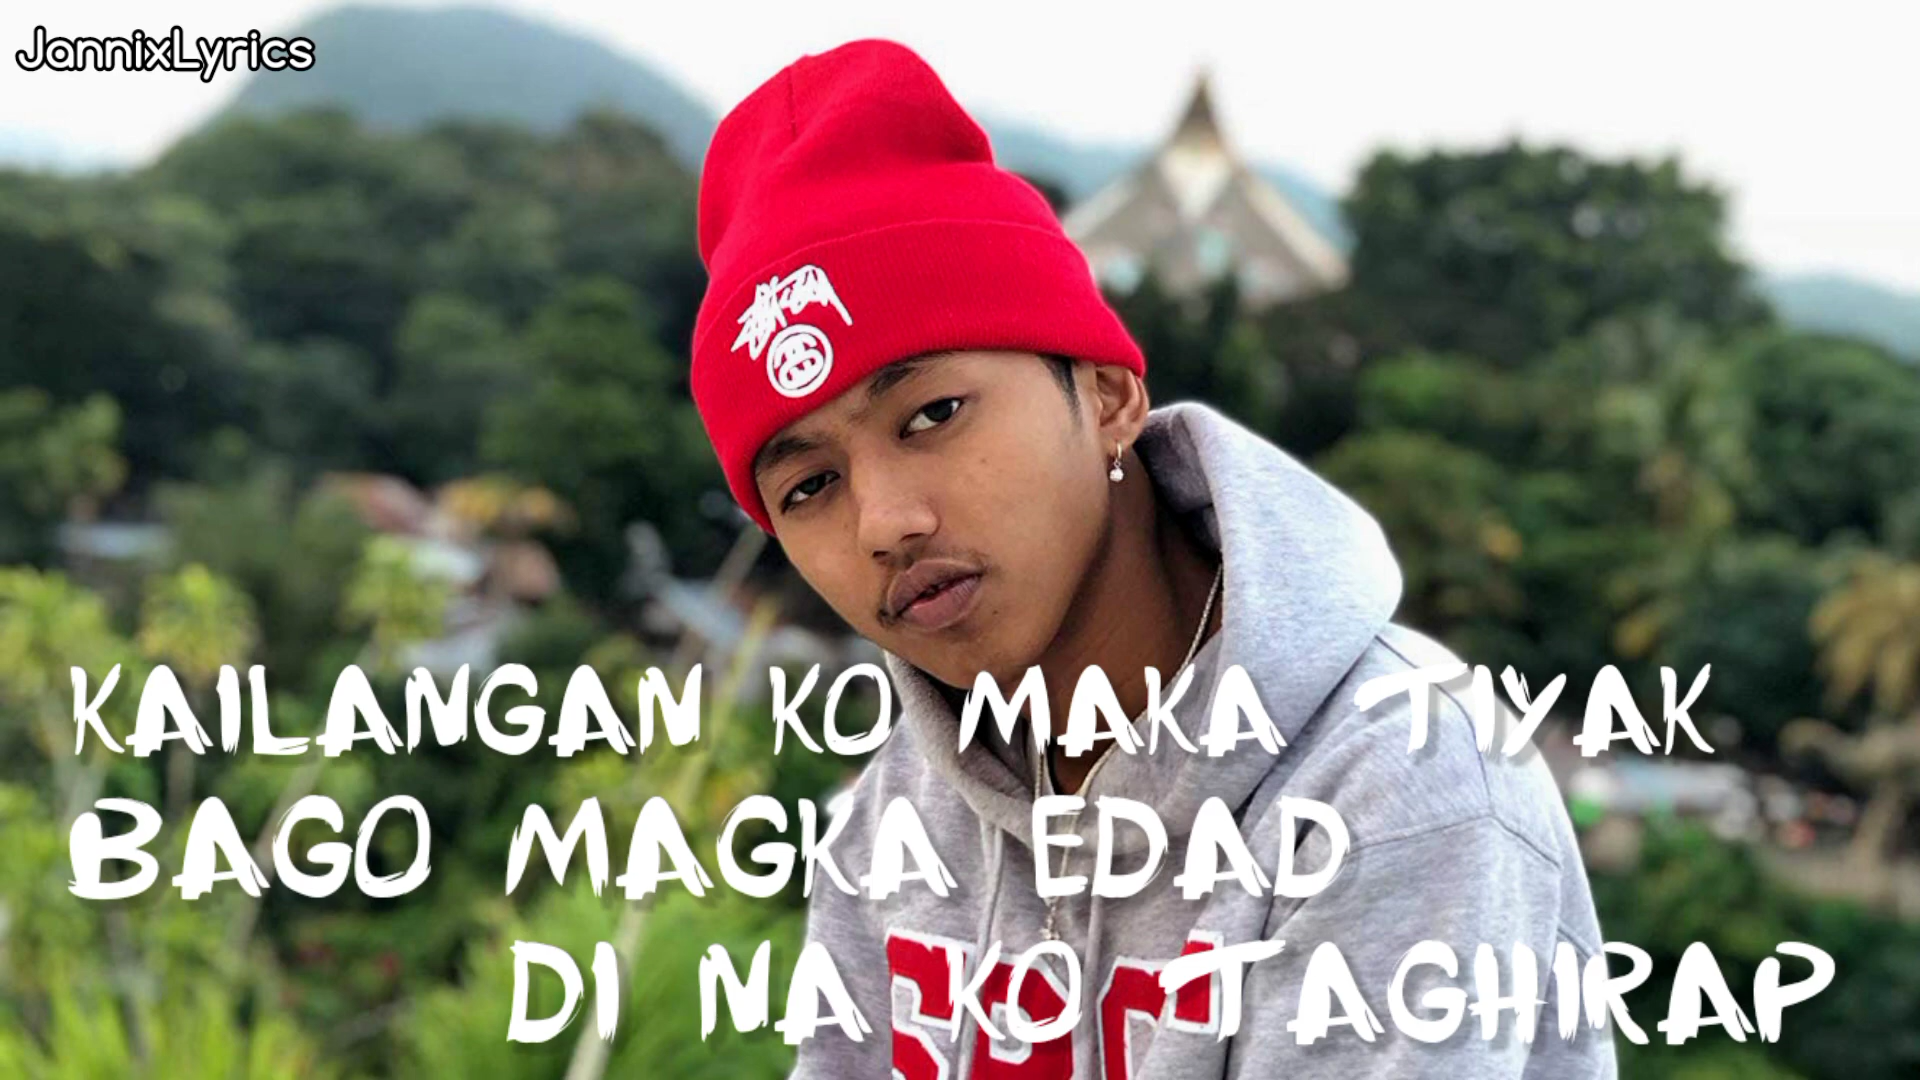 JannixLyrics
KAILANGAN KO MAKA TIYAK
BAGO MAGKA EDAD
DI NA KO TAGHIRAP